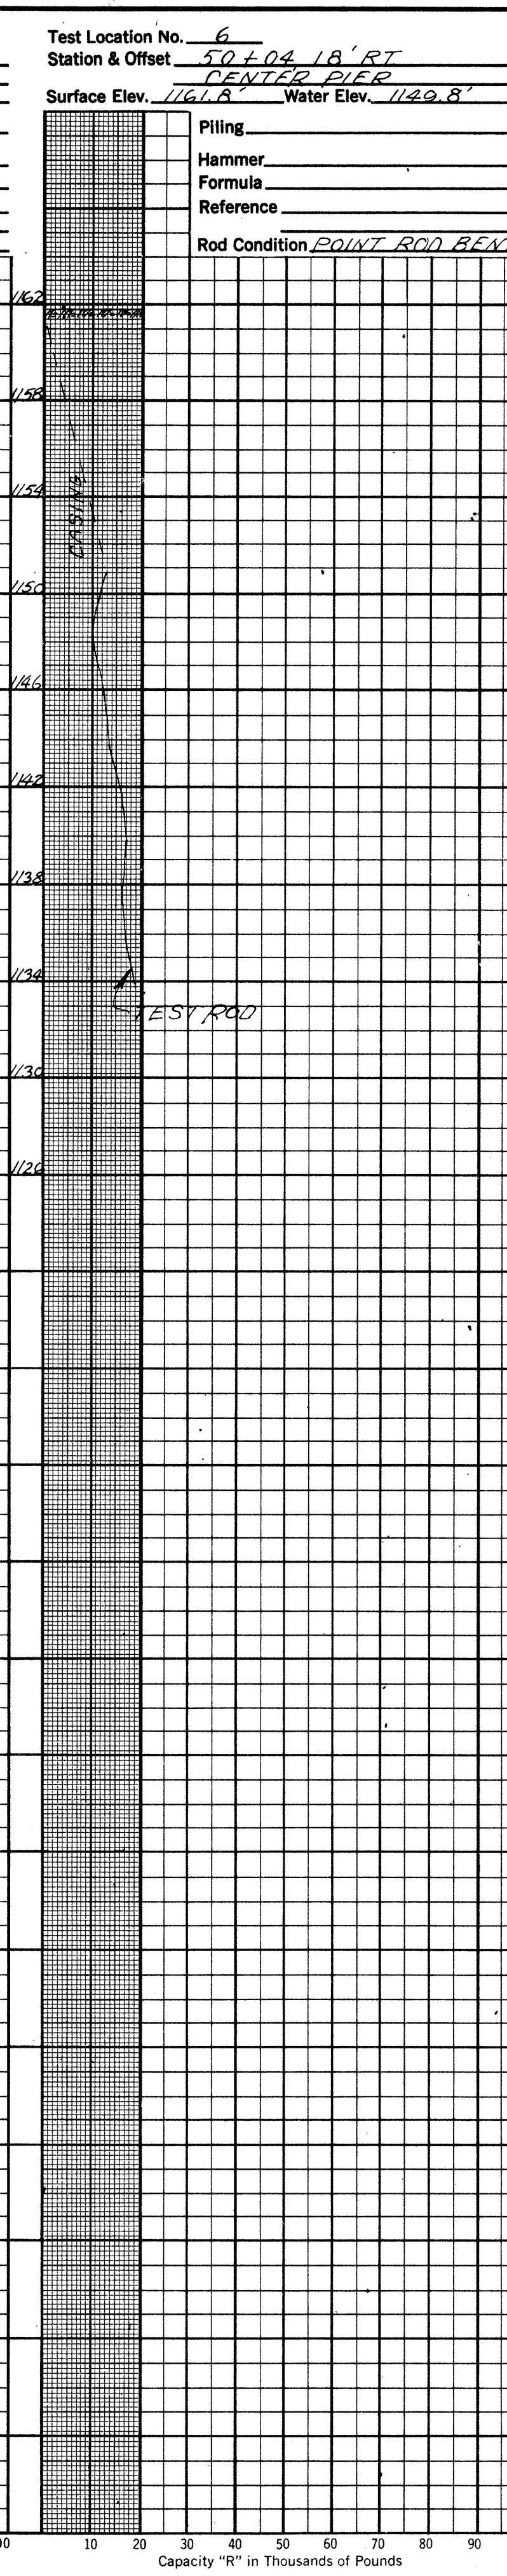 Test Location No. 6
Station & Offset 50+04, 18' RT
CENTER PIER
Surface Elev. 1161.8' Water Elev. 1149.8'
Piling
Hammer
Formula
Reference
Rod Condition POINT ROD BEN
1162
1158
CASING
1154
1150
1146
1142
1138
1134
TEST ROD
1130
1126
00 10 20 30 40 50 60 70 80 90
Capacity "R" in Thousands of Pounds